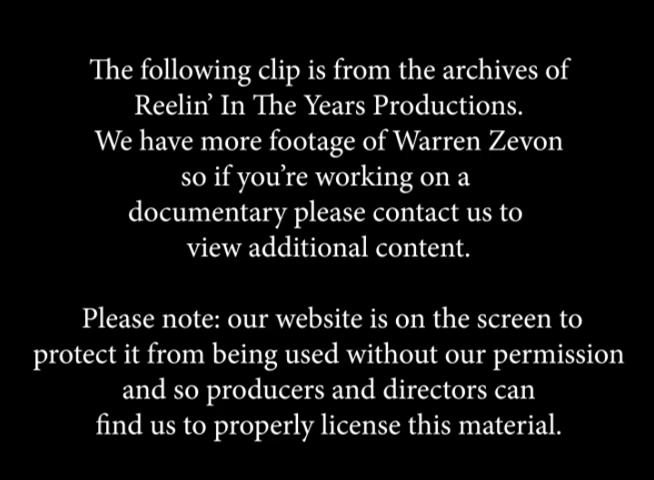 The following clip is from the archives of
Reelin’ In The Years Productions.
We have more footage of Warren Zevon
so if you’re working on a
documentary please contact us to
view additional content.
Please note: our website is on the screen to
protect it from being used without our permission
and so producers and directors can
find us to properly license this material.